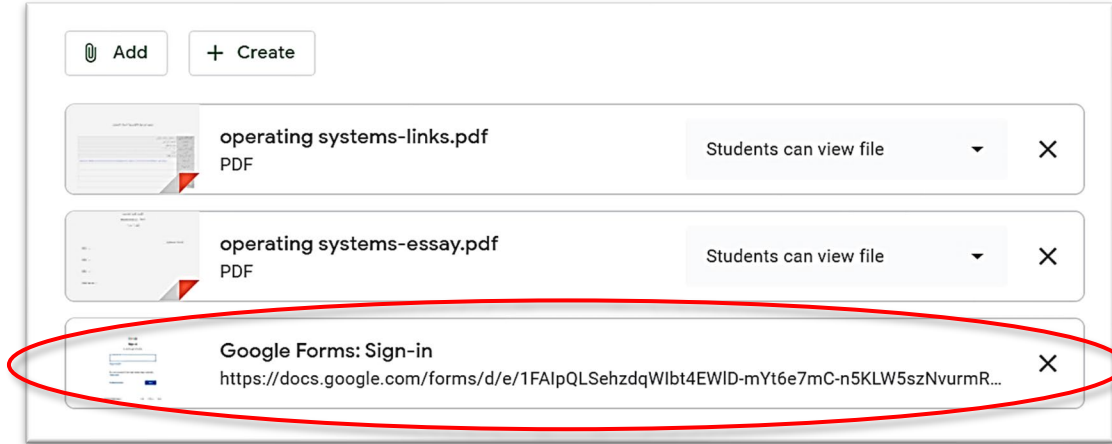 Add
+ Create
operating systems-links.pdf
PDF
Students can view file
operating systems-essay.pdf
PDF
Students can view file
Google Forms: Sign-in
https://docs.google.com/forms/d/e/1FAIpQLSehzdqWIbt4EWlD-mYt6e7mC-n5KLW5szNvurmR...